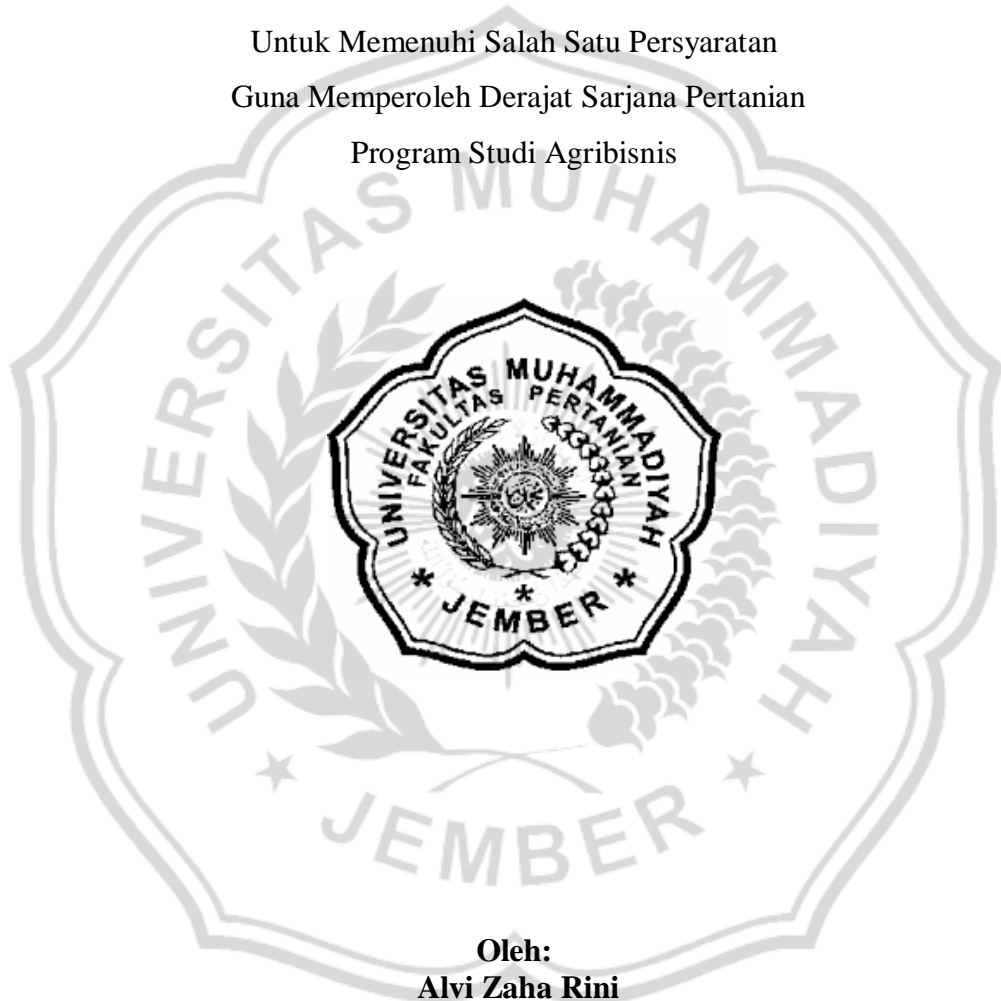 Untuk Memenuhi Salah Satu Persyaratan
Guna Memperoleh Derajat Sarjana Pertanian
Program Studi Agribisnis
UNIVERSITAS MUHAMMADIYAH
FAKULTAS PERTANIAN
* JEMBER *
UNIVERSITAS MUHAMMADIYAH
* JEMBER *
Oleh:
Alvi Zaha Rini